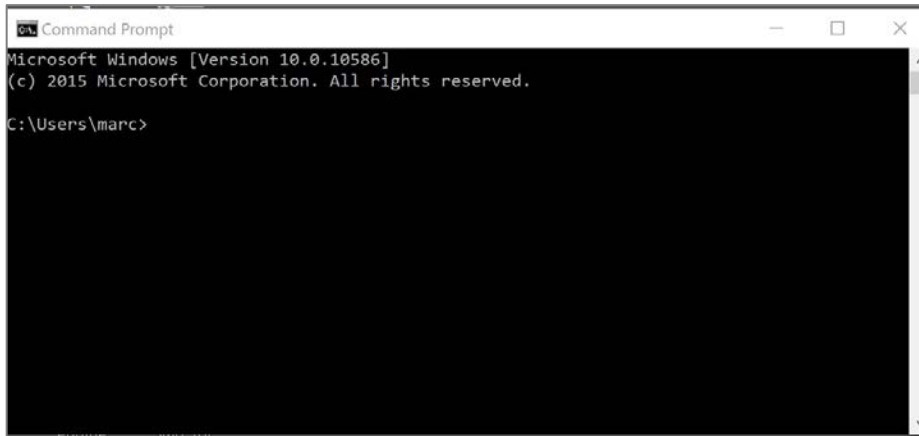 Command Prompt
Microsoft Windows [Version 10.0.10586]
(c) 2015 Microsoft Corporation. All rights reserved.
C:\Users\marc>